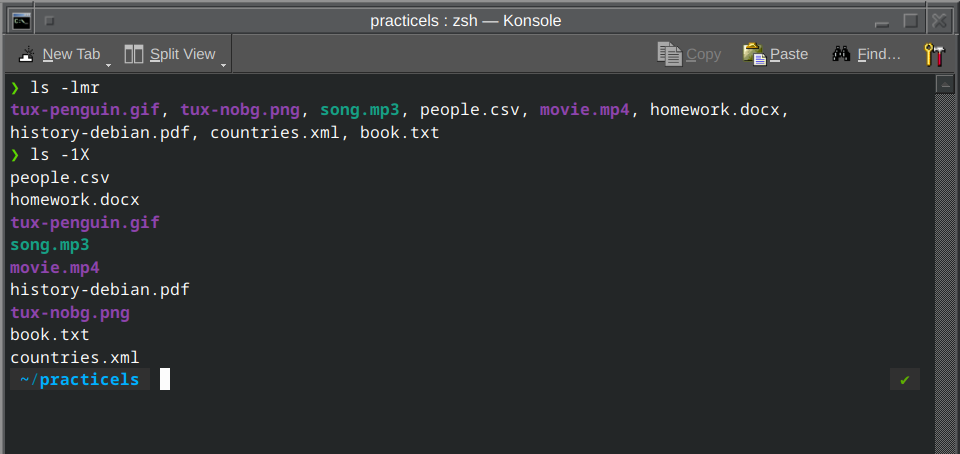 practicels : zsh — Konsole
New Tab Split View Copy Paste Find…
❯ ls -lmr
tux-penguin.gif, tux-nobg.png, song.mp3, people.csv, movie.mp4, homework.docx,
history-debian.pdf, countries.xml, book.txt
❯ ls -1X
people.csv
homework.docx
tux-penguin.gif
song.mp3
movie.mp4
history-debian.pdf
tux-nobg.png
book.txt
countries.xml
~/practicels ✔